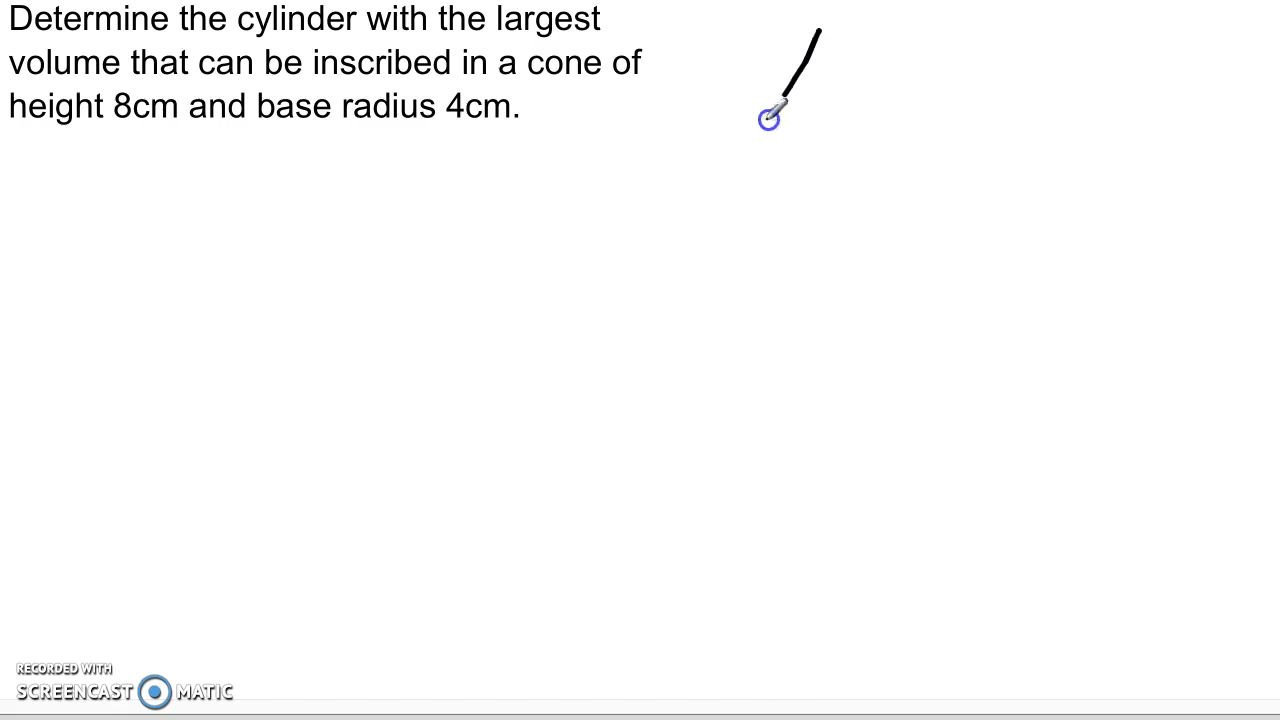 Determine the cylinder with the largest
volume that can be inscribed in a cone of
height 8cm and base radius 4cm.
RECORDED WITH
SCREENCAST MATIC